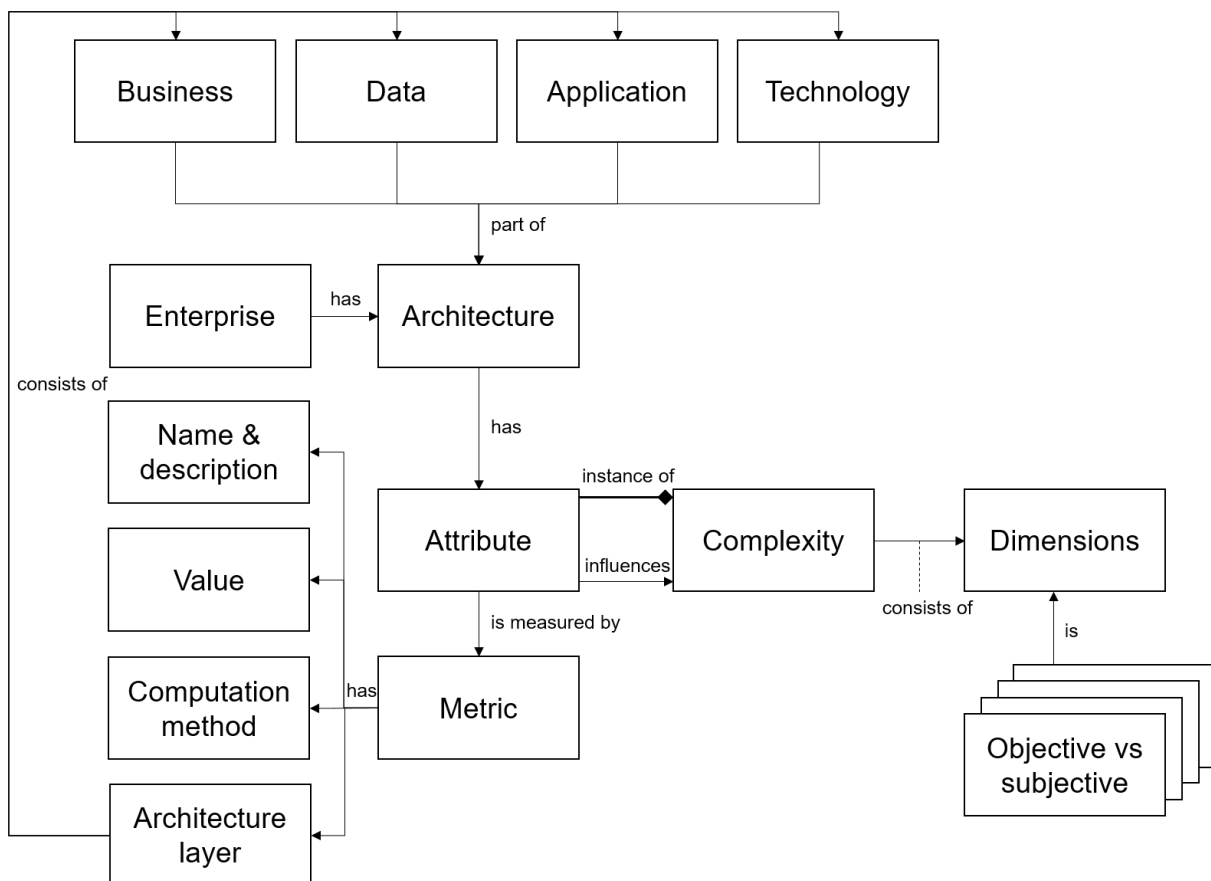 Business
Data
Application
Technology
part of
Enterprise
has
Architecture
consists of
has
Name &
description
instance of
Attribute
Complexity
Dimensions
Value
influences
consists of
is measured by
is
Computation
method
has
Metric
Objective vs
subjective
Architecture
layer